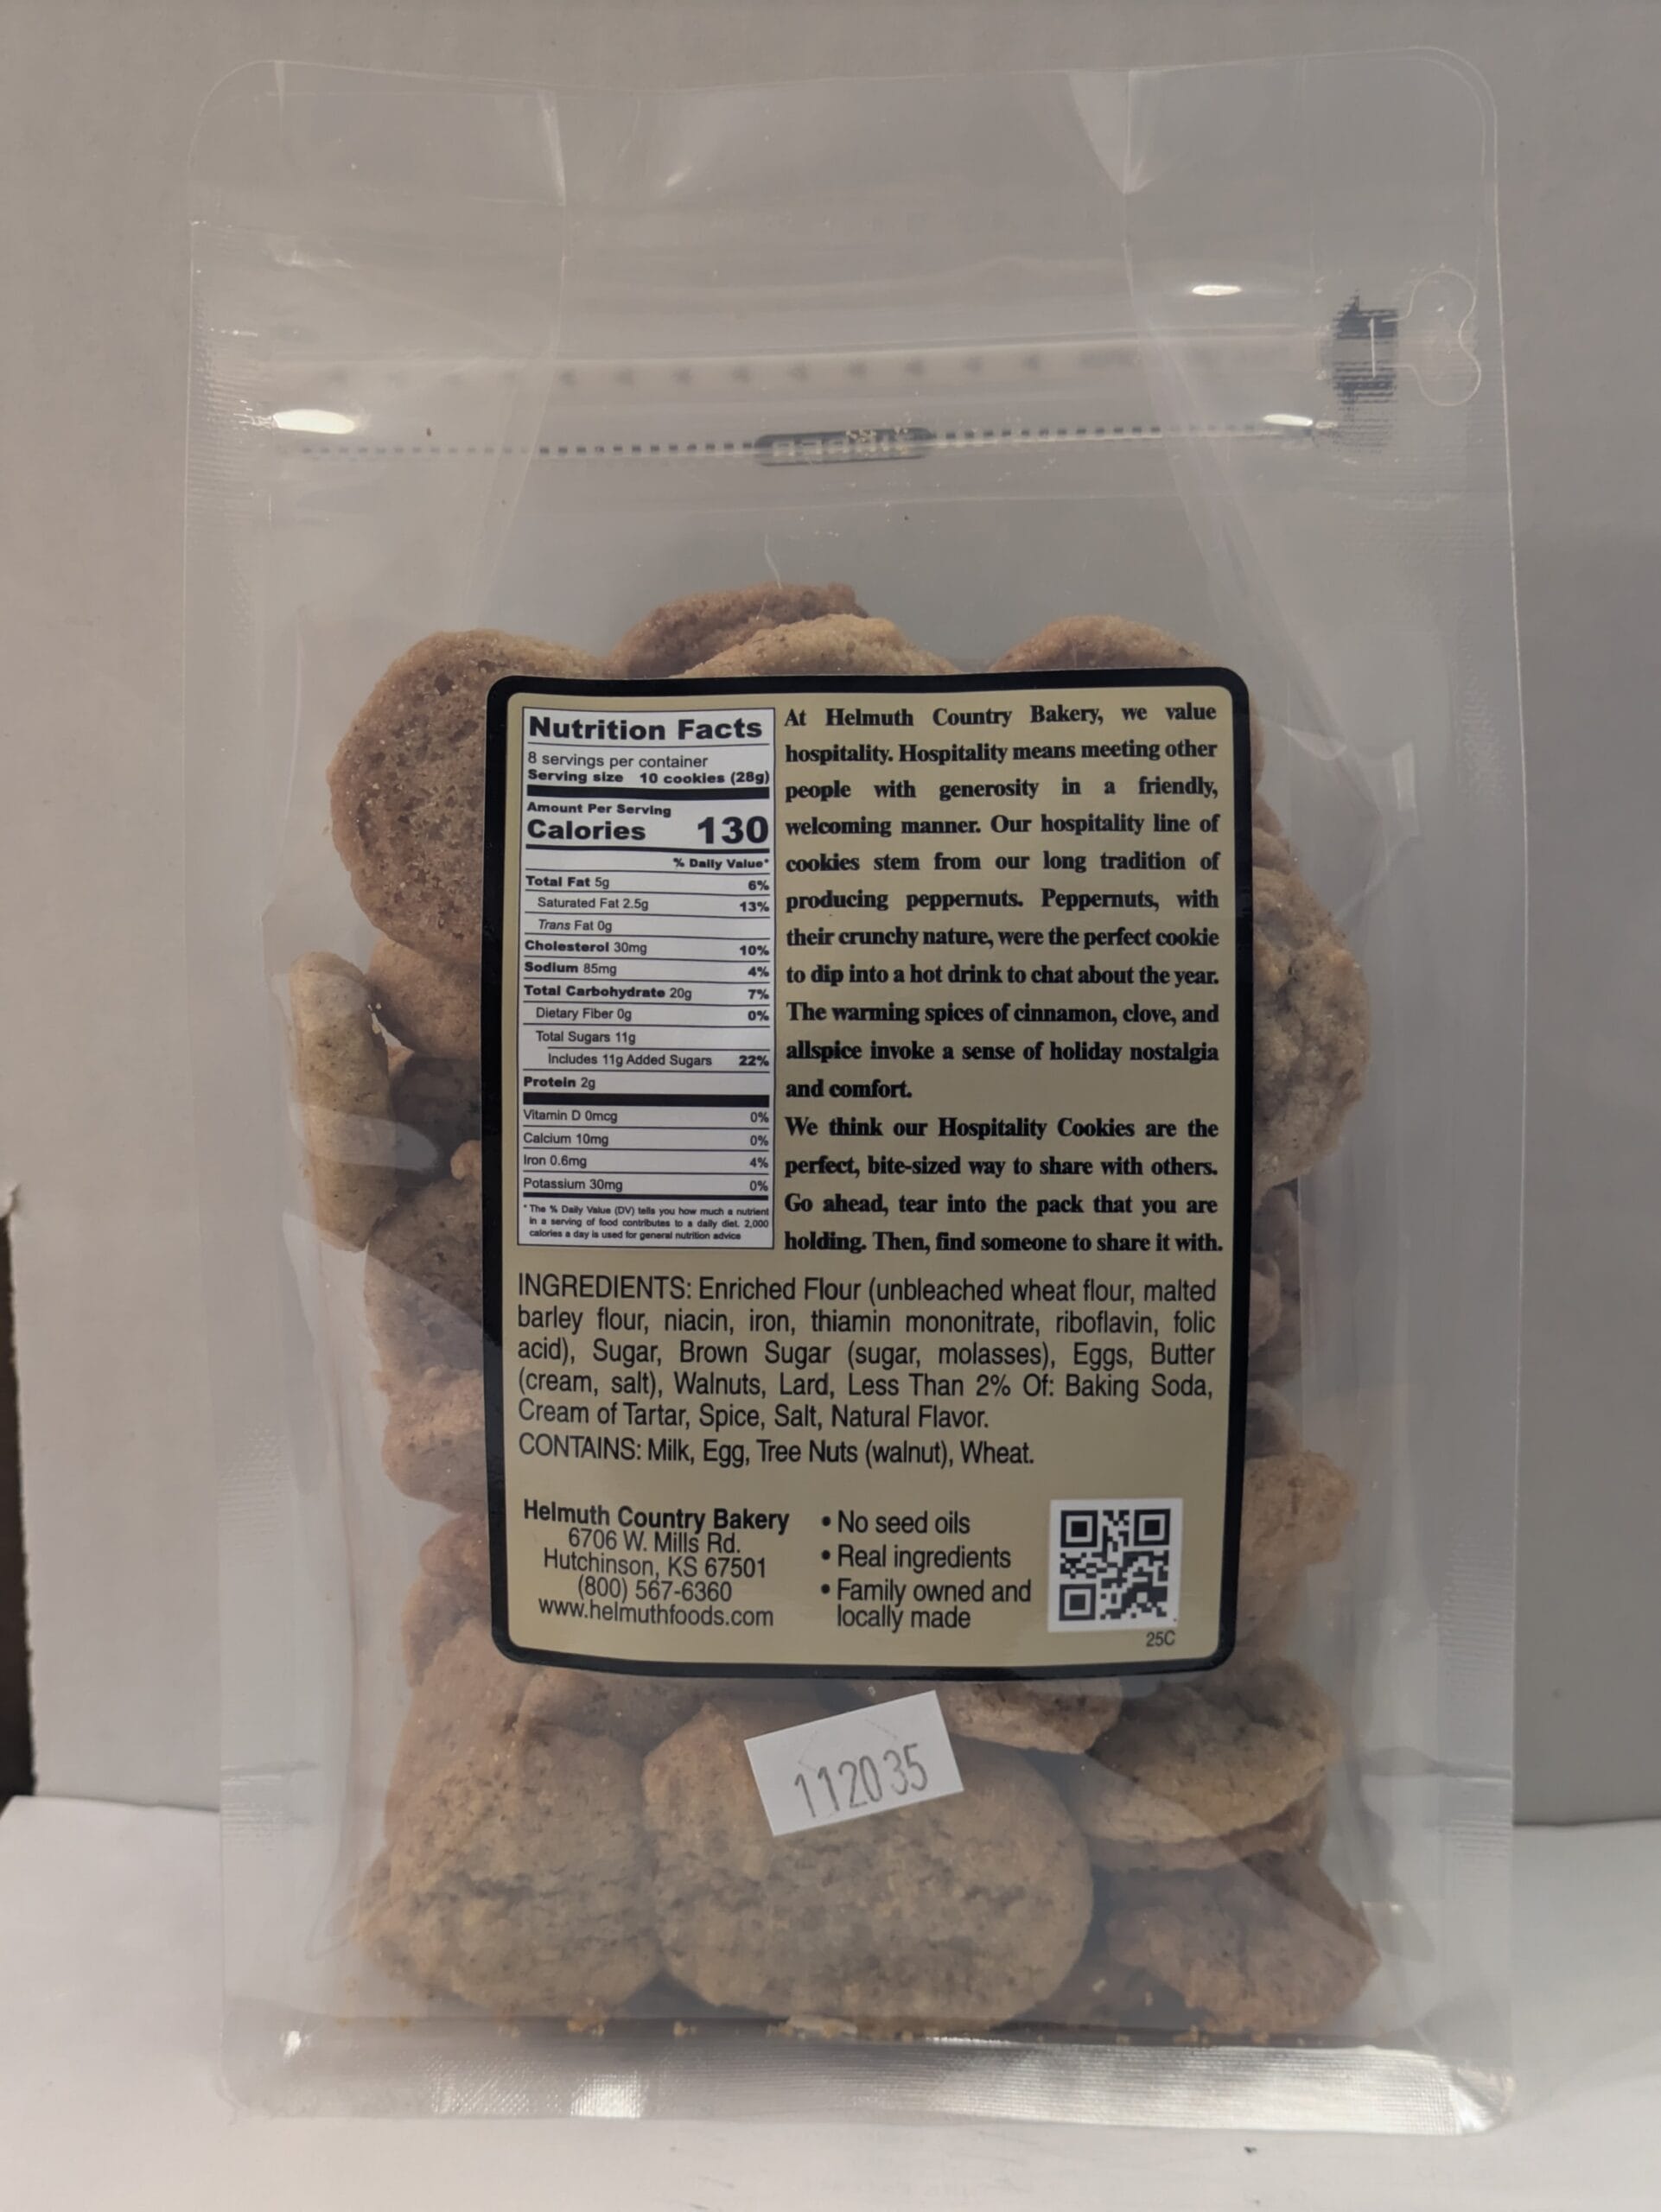 Nutrition Facts
8 servings per container
Serving size 10 cookies (28g)
Amount Per Serving
Calories 130
% Daily Value*
Total Fat 5g 6%
Saturated Fat 2.5g 13%
Trans Fat 0g
Cholesterol 30mg 10%
Sodium 85mg 4%
Total Carbohydrate 20g 7%
Dietary Fiber 0g 0%
Total Sugars 11g
Includes 11g Added Sugars 22%
Protein 2g
Vitamin D 0mcg 0%
Calcium 10mg 0%
Iron 0.6mg 4%
Potassium 30mg 0%
* The % Daily Value (DV) tells you how much a nutrient
in a serving of food contributes to a daily diet. 2,000
calories a day is used for general nutrition advice
At Helmuth Country Bakery, we value
hospitality. Hospitality means meeting other
people with generosity in a friendly,
welcoming manner. Our hospitality line of
cookies stem from our long tradition of
producing peppernuts. Peppernuts, with
their crunchy nature, were the perfect cookie
to dip into a hot drink to chat about the year.
The warming spices of cinnamon, clove, and
allspice invoke a sense of holiday nostalgia
and comfort.
We think our Hospitality Cookies are the
perfect, bite-sized way to share with others.
Go ahead, tear into the pack that you are
holding. Then, find someone to share it with.
INGREDIENTS: Enriched Flour (unbleached wheat flour, malted
barley flour, niacin, iron, thiamin mononitrate, riboflavin, folic
acid), Sugar, Brown Sugar (sugar, molasses), Eggs, Butter
(cream, salt), Walnuts, Lard, Less Than 2% Of: Baking Soda,
Cream of Tartar, Spice, Salt, Natural Flavor.
CONTAINS: Milk, Egg, Tree Nuts (walnut), Wheat.
Helmuth Country Bakery
6706 W. Mills Rd.
Hutchinson, KS 67501
(800) 567-6360
www.helmuthfoods.com
• No seed oils
• Real ingredients
• Family owned and
locally made
25C
112035